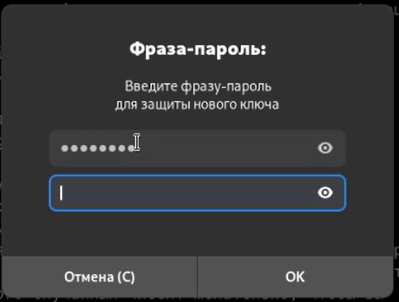 Фраза-пароль:
Введите фразу-пароль
для защиты нового ключа
●●●●●●●●
Отмена (C)
OK